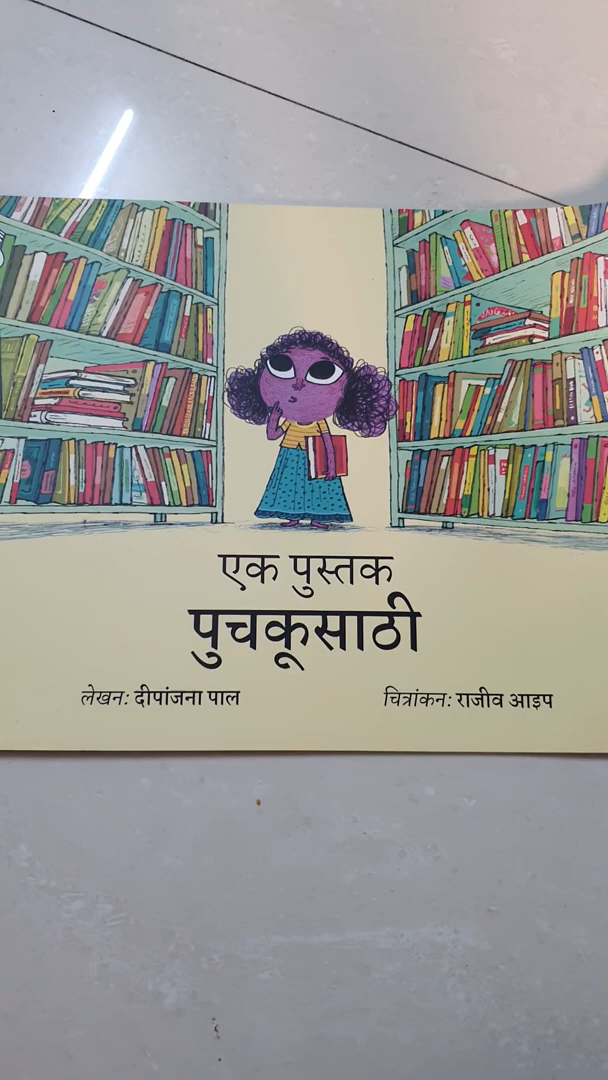 एक पुस्तक
पुचकूसाठी
लेखन: दीपांजना पाल
चित्रांकन: राजीव आइप